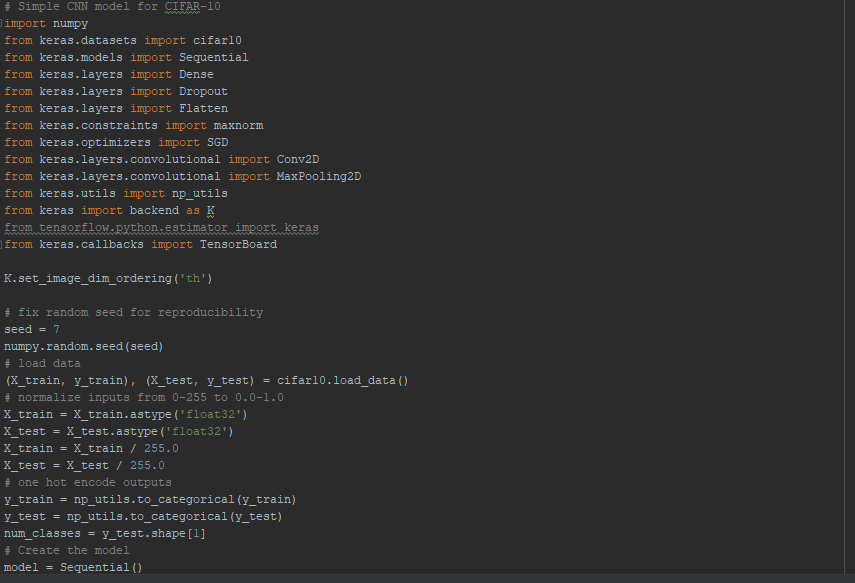 # Simple CNN model for CIFAR-10
import numpy
from keras.datasets import cifar10
from keras.models import Sequential
from keras.layers import Dense
from keras.layers import Dropout
from keras.layers import Flatten
from keras.constraints import maxnorm
from keras.optimizers import SGD
from keras.layers.convolutional import Conv2D
from keras.layers.convolutional import MaxPooling2D
from keras.utils import np_utils
from keras import backend as K
from tensorflow.python.estimator import keras
from keras.callbacks import TensorBoard
K.set_image_dim_ordering('th')
# fix random seed for reproducibility
seed = 7
numpy.random.seed(seed)
# load data
(X_train, y_train), (X_test, y_test) = cifar10.load_data()
# normalize inputs from 0-255 to 0.0-1.0
X_train = X_train.astype('float32')
X_test = X_test.astype('float32')
X_train = X_train / 255.0
X_test = X_test / 255.0
# one hot encode outputs
y_train = np_utils.to_categorical(y_train)
y_test = np_utils.to_categorical(y_test)
num_classes = y_test.shape[1]
# Create the model
model = Sequential()